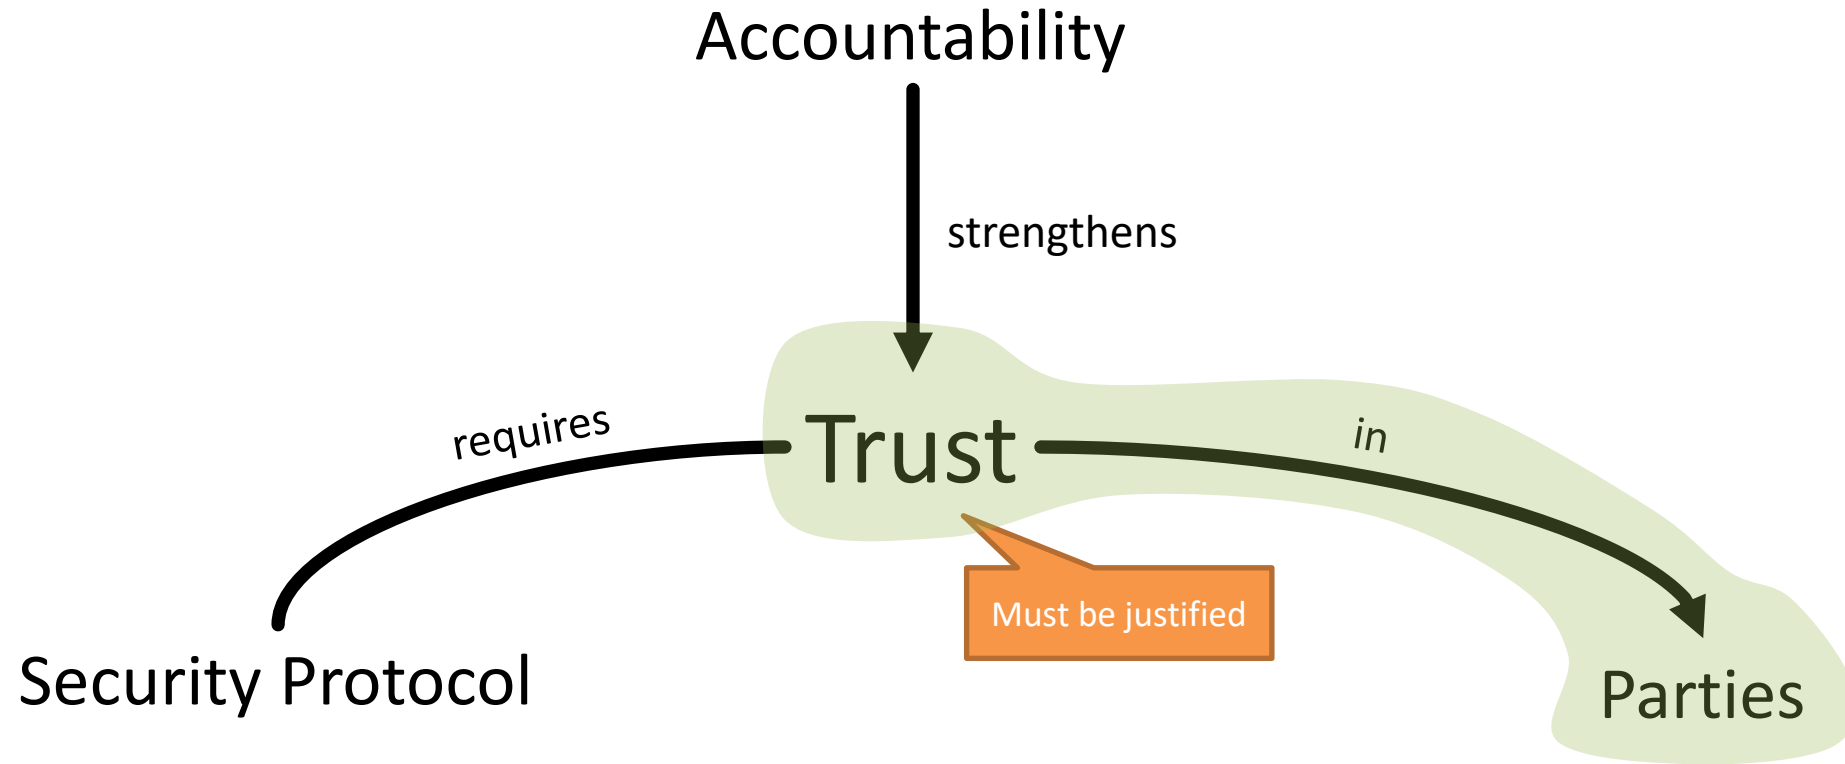 Accountability
strengthens
requires
Trust
in
Must be justified
Security Protocol
Parties